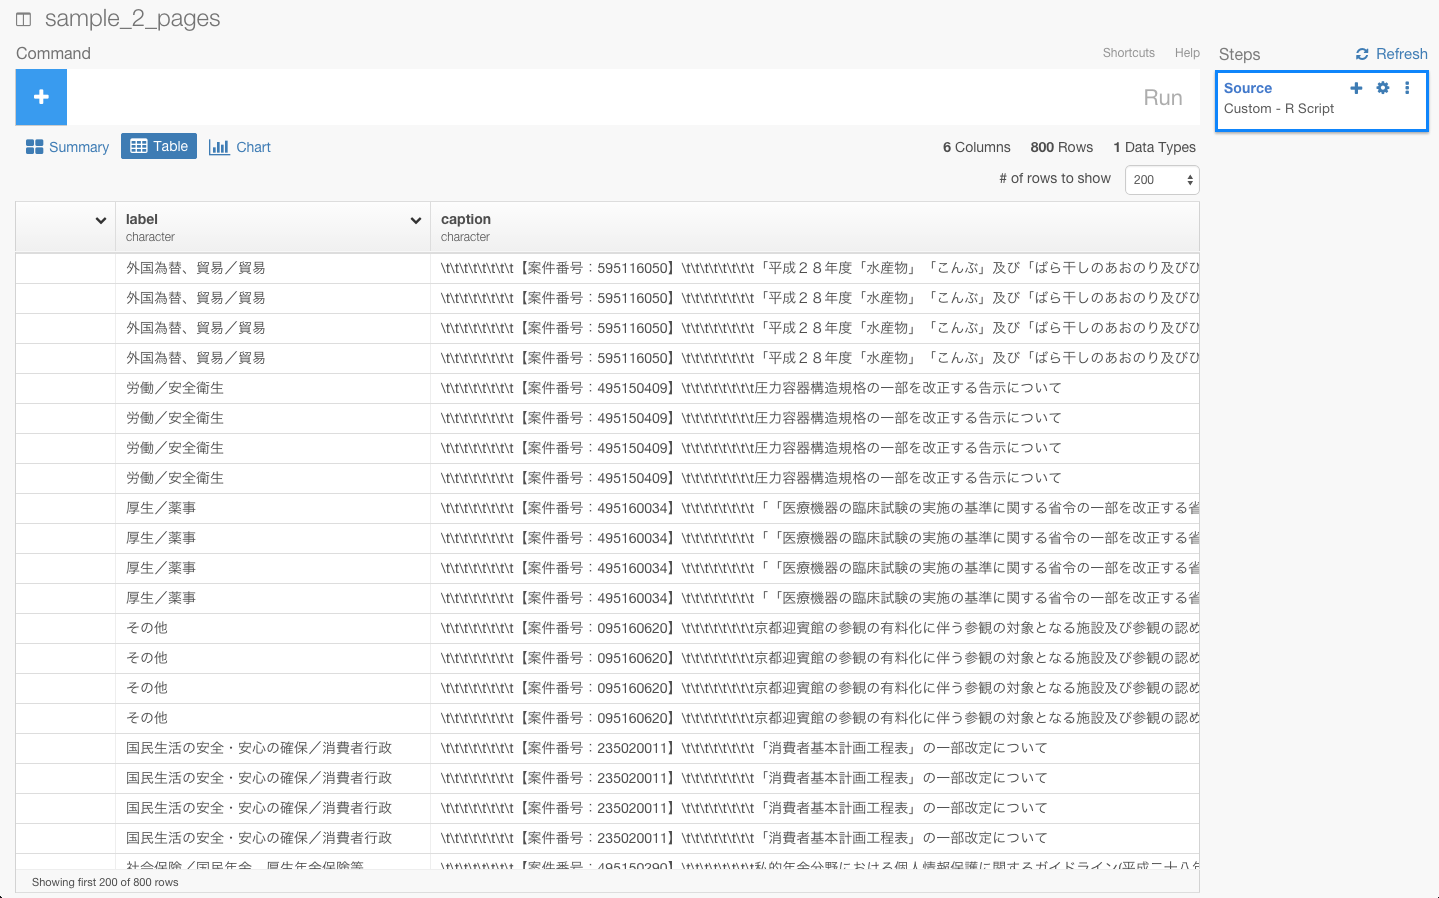 sample_2_pages
Command
Shortcuts Help
Steps
Refresh
Run
Source
Custom - R Script
Summary Table Chart
6 Columns 800 Rows 1 Data Types
# of rows to show 200
label caption
character character
外国為替、貿易／貿易 \t\t\t\t\t\t\t\t【案件番号：595116050】\t\t\t\t\t\t\t\t「平成２８年度「水産物」「こんぶ」及び「ばら干しのあおのり及びひ
外国為替、貿易／貿易 \t\t\t\t\t\t\t\t【案件番号：595116050】\t\t\t\t\t\t\t\t「平成２８年度「水産物」「こんぶ」及び「ばら干しのあおのり及びひ
外国為替、貿易／貿易 \t\t\t\t\t\t\t\t【案件番号：595116050】\t\t\t\t\t\t\t\t「平成２８年度「水産物」「こんぶ」及び「ばら干しのあおのり及びひ
外国為替、貿易／貿易 \t\t\t\t\t\t\t\t【案件番号：595116050】\t\t\t\t\t\t\t\t「平成２８年度「水産物」「こんぶ」及び「ばら干しのあおのり及びひ
労働／安全衛生 \t\t\t\t\t\t\t\t【案件番号：495150409】\t\t\t\t\t\t\t\t圧力容器構造規格の一部を改正する告示について
労働／安全衛生 \t\t\t\t\t\t\t\t【案件番号：495150409】\t\t\t\t\t\t\t\t圧力容器構造規格の一部を改正する告示について
労働／安全衛生 \t\t\t\t\t\t\t\t【案件番号：495150409】\t\t\t\t\t\t\t\t圧力容器構造規格の一部を改正する告示について
労働／安全衛生 \t\t\t\t\t\t\t\t【案件番号：495150409】\t\t\t\t\t\t\t\t圧力容器構造規格の一部を改正する告示について
厚生／薬事 \t\t\t\t\t\t\t\t【案件番号：495160034】\t\t\t\t\t\t\t\t「「医療機器の臨床試験の実施の基準に関する省令の一部を改正する省
厚生／薬事 \t\t\t\t\t\t\t\t【案件番号：495160034】\t\t\t\t\t\t\t\t「「医療機器の臨床試験の実施の基準に関する省令の一部を改正する省
厚生／薬事 \t\t\t\t\t\t\t\t【案件番号：495160034】\t\t\t\t\t\t\t\t「「医療機器の臨床試験の実施の基準に関する省令の一部を改正する省
厚生／薬事 \t\t\t\t\t\t\t\t【案件番号：495160034】\t\t\t\t\t\t\t\t「「医療機器の臨床試験の実施の基準に関する省令の一部を改正する省
その他 \t\t\t\t\t\t\t\t【案件番号：095160620】\t\t\t\t\t\t\t\t京都迎賓館の参観の有料化に伴う参観の対象となる施設及び参観の認め
その他 \t\t\t\t\t\t\t\t【案件番号：095160620】\t\t\t\t\t\t\t\t京都迎賓館の参観の有料化に伴う参観の対象となる施設及び参観の認め
その他 \t\t\t\t\t\t\t\t【案件番号：095160620】\t\t\t\t\t\t\t\t京都迎賓館の参観の有料化に伴う参観の対象となる施設及び参観の認め
その他 \t\t\t\t\t\t\t\t【案件番号：095160620】\t\t\t\t\t\t\t\t京都迎賓館の参観の有料化に伴う参観の対象となる施設及び参観の認め
国民生活の安全・安心の確保／消費者行政 \t\t\t\t\t\t\t\t【案件番号：235020011】\t\t\t\t\t\t\t\t「消費者基本計画工程表」の一部改定について
国民生活の安全・安心の確保／消費者行政 \t\t\t\t\t\t\t\t【案件番号：235020011】\t\t\t\t\t\t\t\t「消費者基本計画工程表」の一部改定について
国民生活の安全・安心の確保／消費者行政 \t\t\t\t\t\t\t\t【案件番号：235020011】\t\t\t\t\t\t\t\t「消費者基本計画工程表」の一部改定について
国民生活の安全・安心の確保／消費者行政 \t\t\t\t\t\t\t\t【案件番号：235020011】\t\t\t\t\t\t\t\t「消費者基本計画工程表」の一部改定について
社会保険／国民年金、厚生年金保険等 \t\t\t\t\t\t\t\t【案件番号：495150290】\t\t\t\t\t\t\t\t私的年金分野における個人情報保護に関するガイドライン(平成二十八年
Showing first 200 of 800 rows